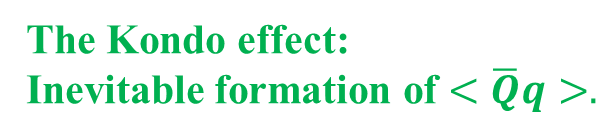 The Kondo effect:
Inevitable formation of < Q̅q >.